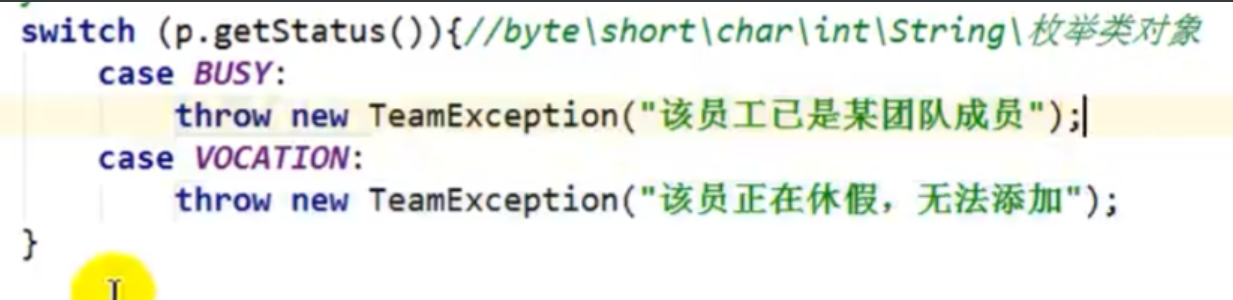 switch (p.getStatus()){//byte\short\char\int\String\枚举类对象
case BUSY:
throw new TeamException("该员工已是某团队成员");
case VOCATION:
throw new TeamException("该员正在休假，无法添加");
}